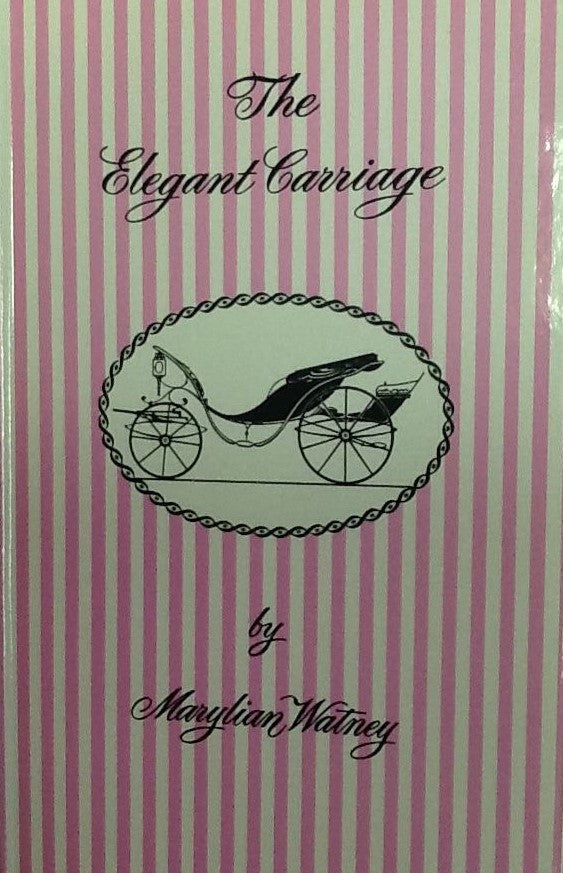 The
Elegant Carriage
by
Marylian Watney